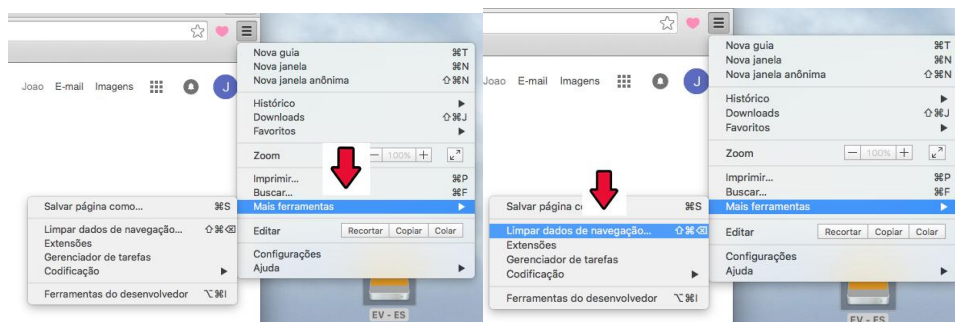 Nova guia ⌘T
Nova janela ⌘N
Nova janela anônima ⇧⌘N
Joao E-mail Imagens J
Histórico
Downloads ⇧⌘J
Favoritos
Zoom − 100% +
Imprimir... ⌘P
Buscar... ⌘F
Mais ferramentas
Salvar página como... ⌘S
Editar Recortar Copiar Colar
Limpar dados de navegação... ⇧⌘⌫
Extensões
Configurações
Gerenciador de tarefas
Ajuda
Codificação
Ferramentas do desenvolvedor ⌥⌘I
EV - ES
Nova guia ⌘T
Nova janela ⌘N
Nova janela anônima ⇧⌘N
Joao E-mail Imagens J
Histórico
Downloads ⇧⌘J
Favoritos
Zoom − 100% +
Imprimir... ⌘P
Buscar... ⌘F
Mais ferramentas
Salvar página ⌘S
Editar Recortar Copiar Colar
Limpar dados de navegação... ⇧⌘⌫
Extensões
Configurações
Gerenciador de tarefas
Ajuda
Codificação
Ferramentas do desenvolvedor ⌥⌘I
EV - ES